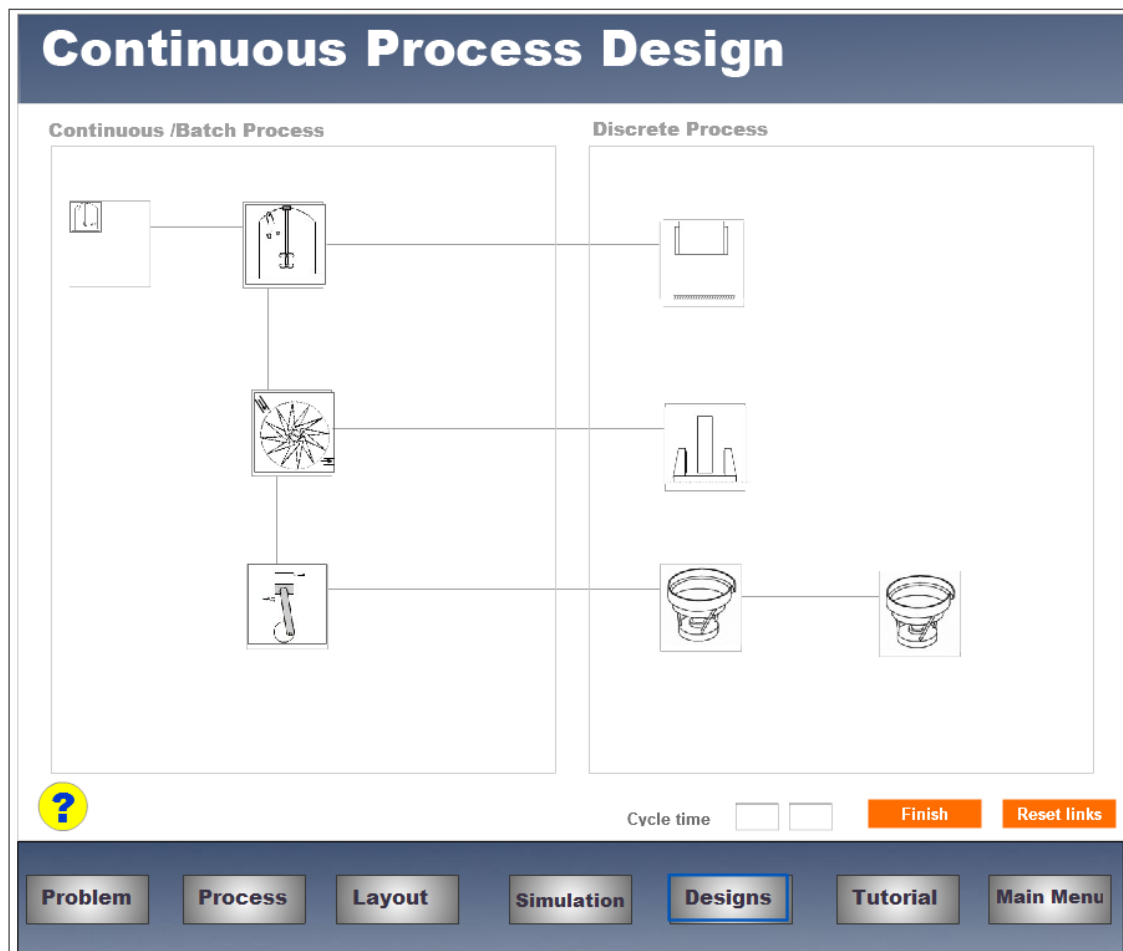 Continuous Process Design
Continuous /Batch Process
Discrete Process
?
Cycle time
Finish
Reset links
Problem
Process
Layout
Simulation
Designs
Tutorial
Main Menu